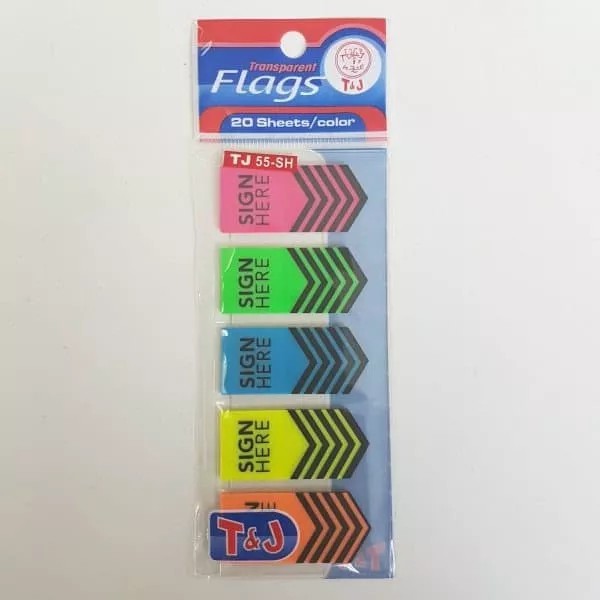 Transparent
Flags
T&J
20 Sheets/color
TJ 55-SH
SIGN
HERE
SIGN
HERE
SIGN
HERE
SIGN
HERE
T&J